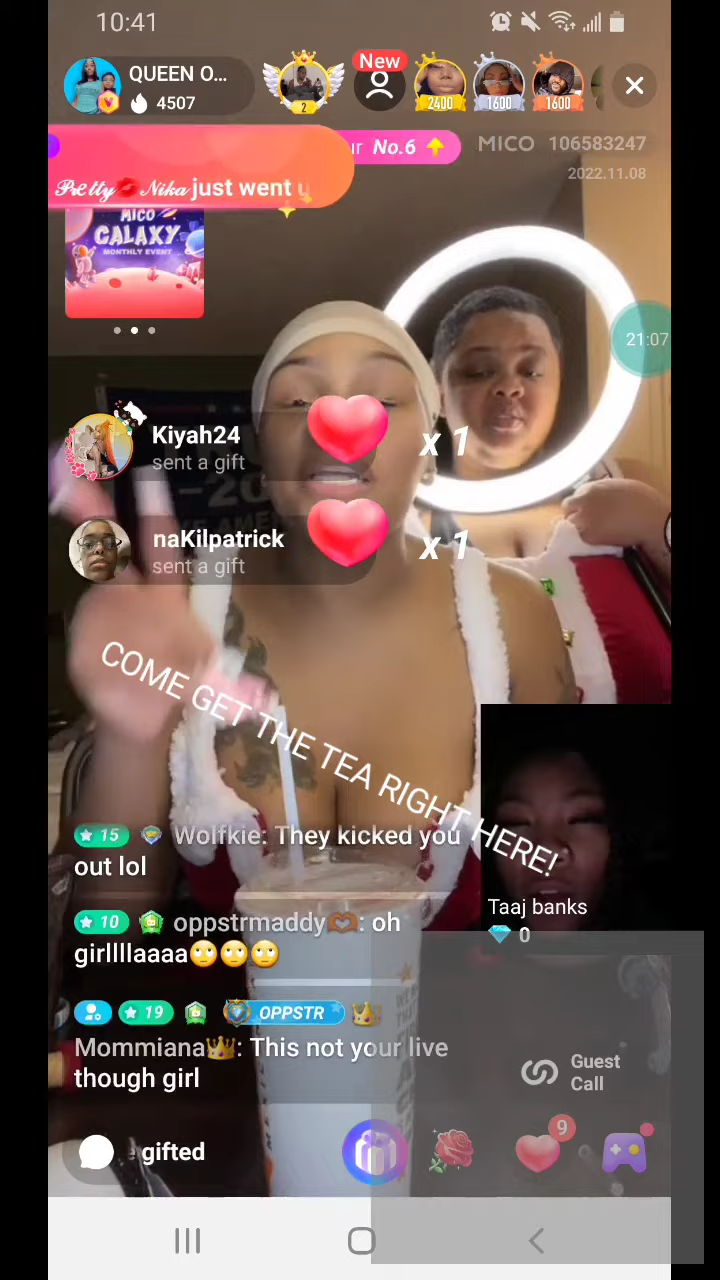 10:41
QUEEN O...
4507
2
New
2400
1600
1600
No.6
MICO 106583247
2022.11.08
Pretty💋Nika just went u
MICO
GALAXY
MONTHLY EVENT
21:07
Kiyah24
sent a gift
x 1
naKilpatrick
sent a gift
x 1
COME GET THE TEA RIGHT HERE!
15 Wolfkie: They kicked you
out lol
10 oppstrmaddy🫶🏾: oh
girllllaaaa🙄🙄🙄
19 OPPSTR
Mommiana👑: This not your live
though girl
Taaj banks
0
Guest
Call
gifted
9